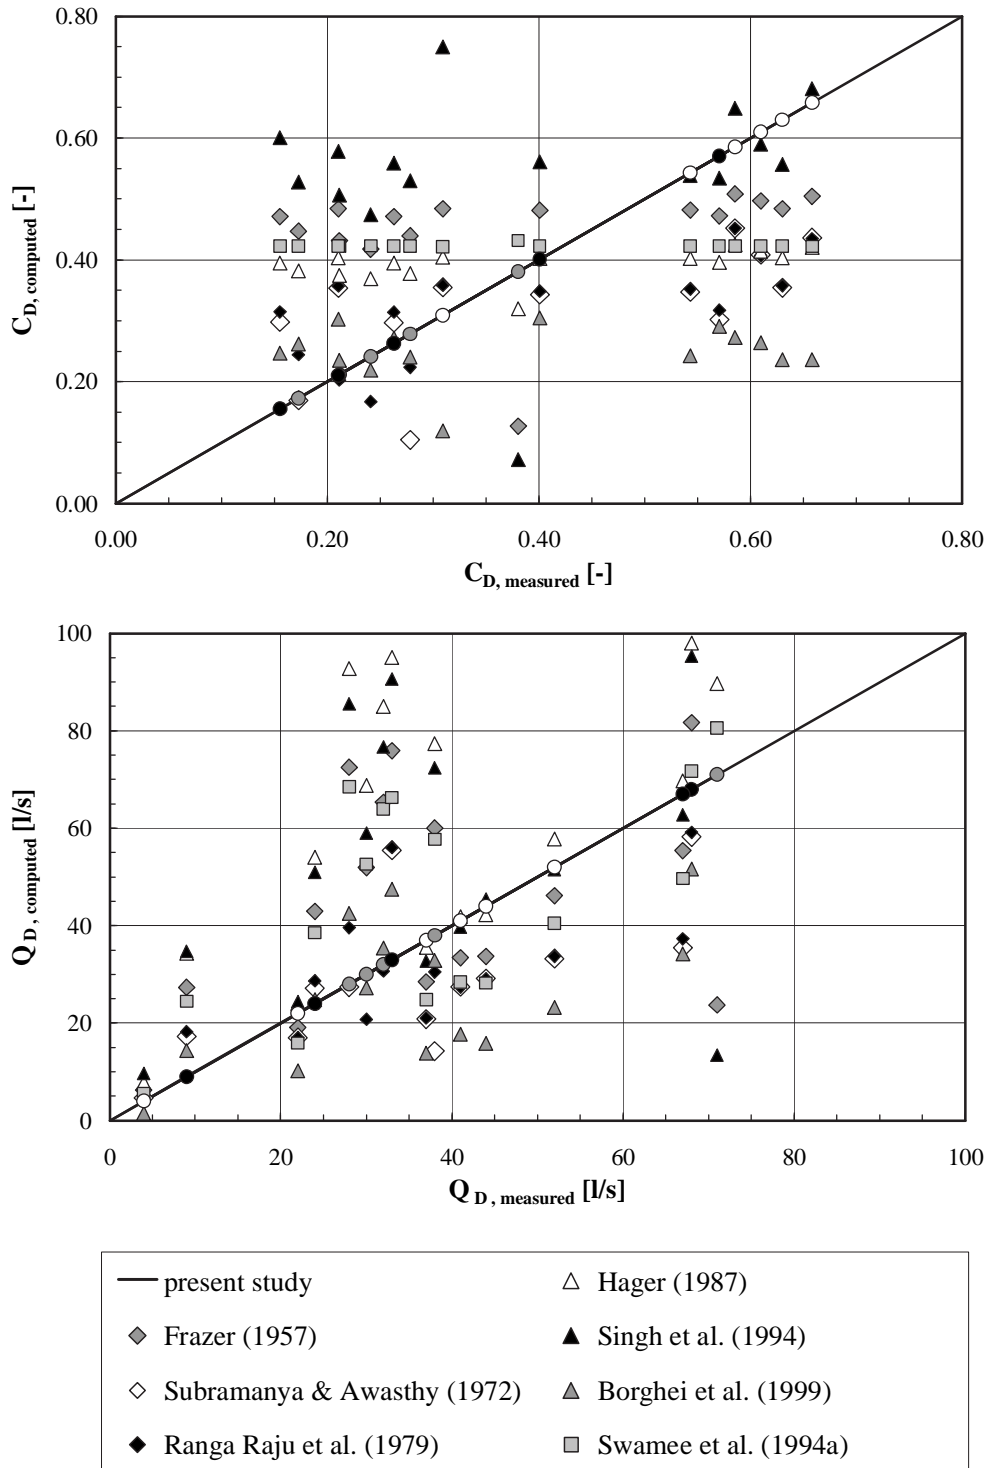 0.80
0.60
0.40
0.20
0.00
C_D, computed [-]
0.00 0.20 0.40 0.60 0.80
C_D, measured [-]
100
80
60
40
20
0
Q_D, computed [l/s]
0 20 40 60 80 100
Q_D, measured [l/s]
present study
Hager (1987)
Frazer (1957)
Singh et al. (1994)
Subramanya & Awasthy (1972)
Borghei et al. (1999)
Ranga Raju et al. (1979)
Swamee et al. (1994a)